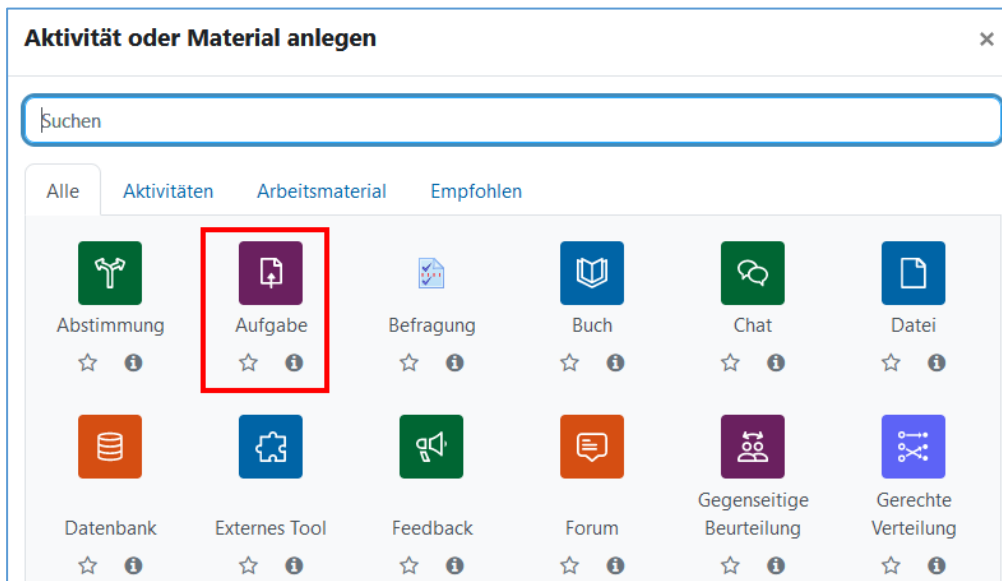 Aktivität oder Material anlegen
Suchen
Alle Aktivitäten Arbeitsmaterial Empfohlen
Abstimmung Aufgabe Befragung Buch Chat Datei
Gegenseitige Gerechte
Datenbank Externes Tool Feedback Forum Beurteilung Verteilung